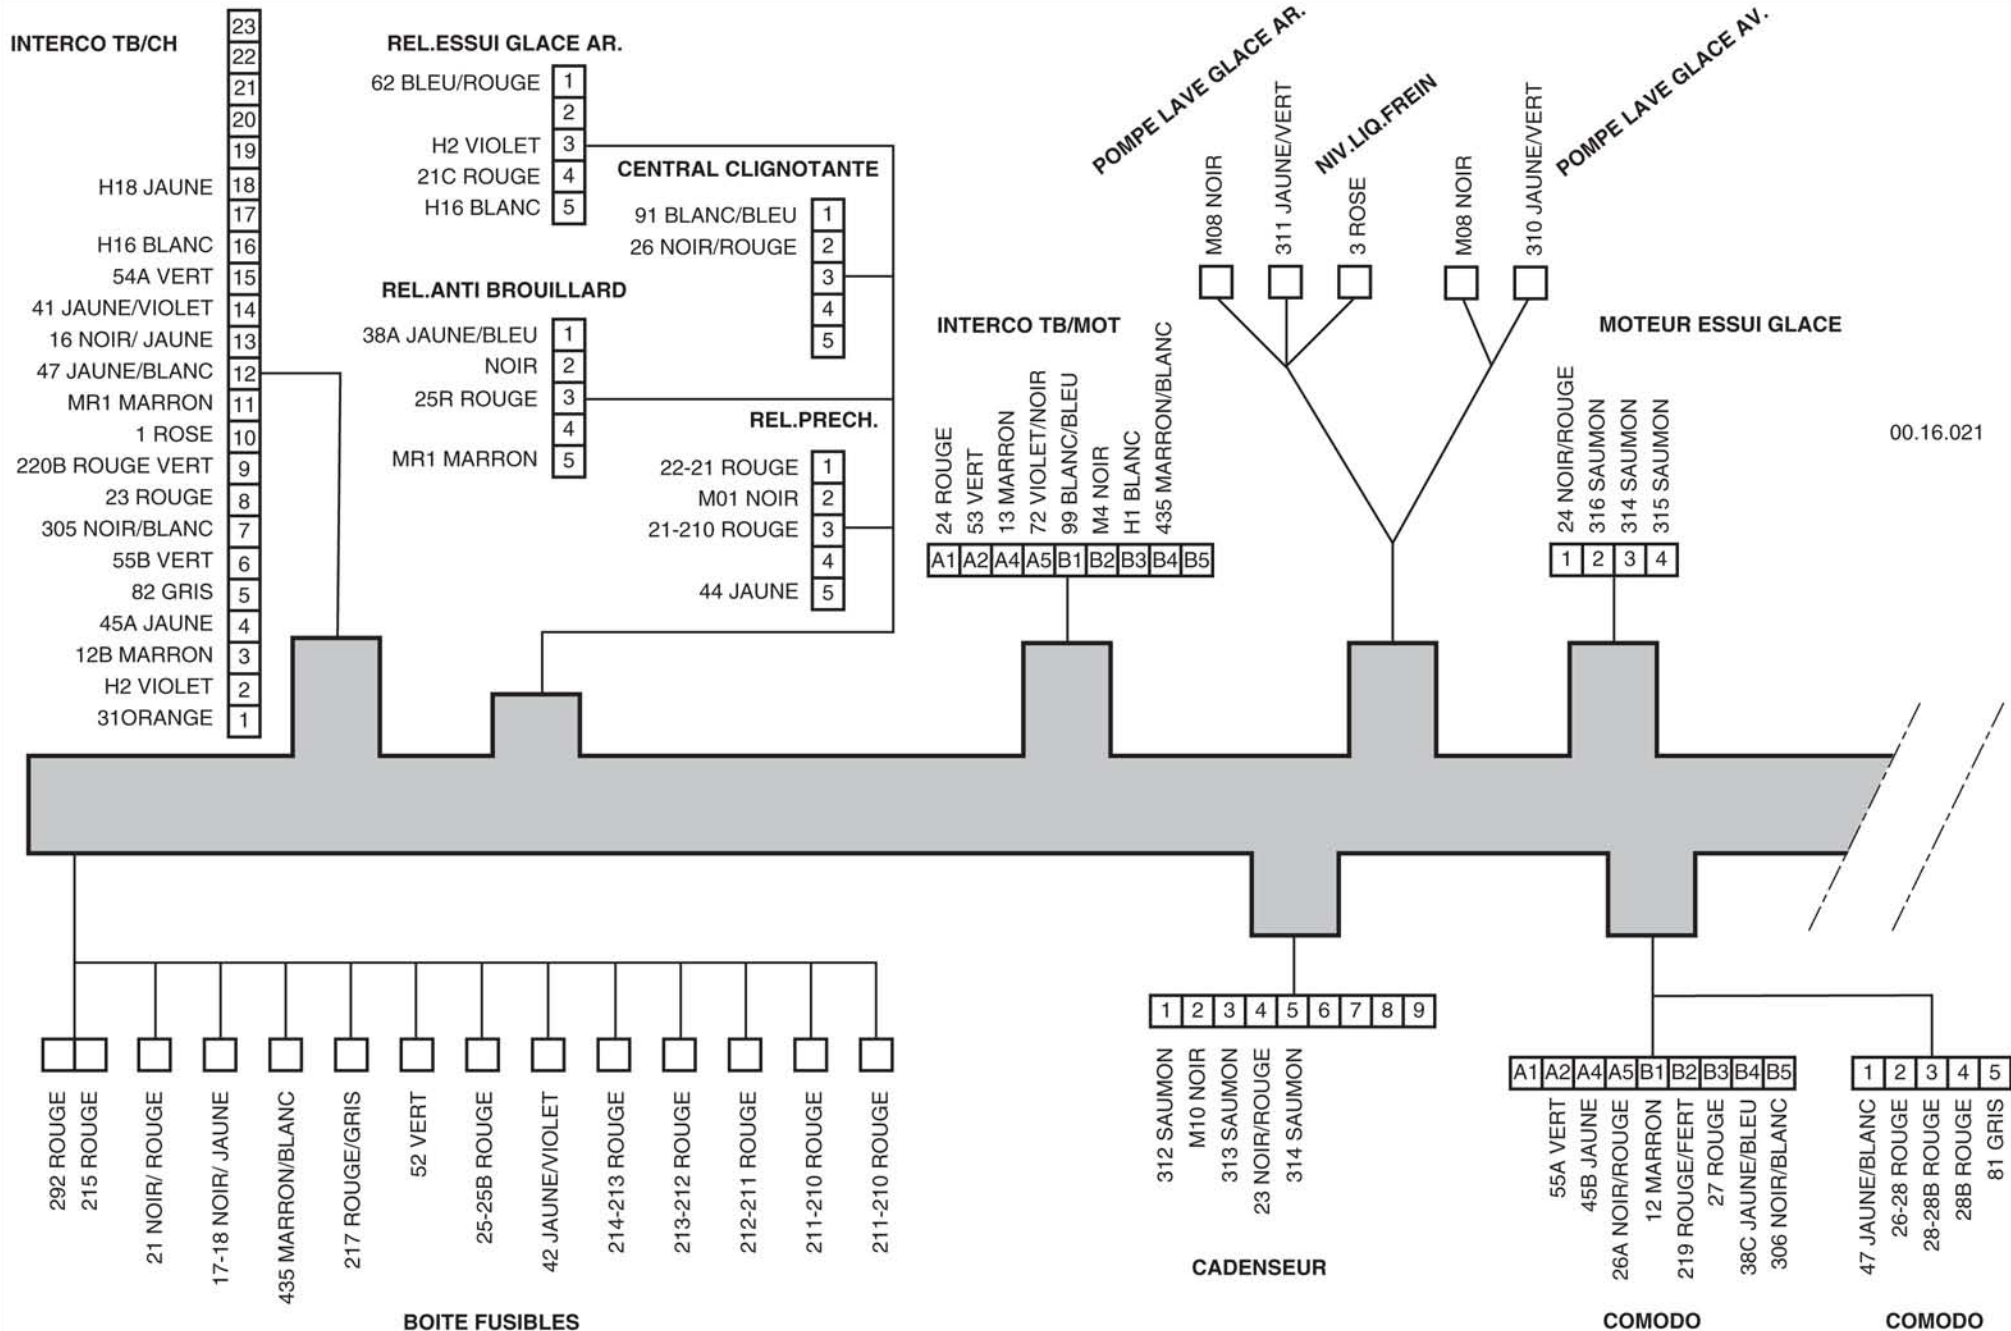 INTERCO TB/CH
23
22
21
20
19
H18 JAUNE 18
17
H16 BLANC 16
54A VERT 15
41 JAUNE/VIOLET 14
16 NOIR/ JAUNE 13
47 JAUNE/BLANC 12
MR1 MARRON 11
1 ROSE 10
220B ROUGE VERT 9
23 ROUGE 8
305 NOIR/BLANC 7
55B VERT 6
82 GRIS 5
45A JAUNE 4
12B MARRON 3
H2 VIOLET 2
31ORANGE 1
REL.ESSUI GLACE AR.
62 BLEU/ROUGE 1
2
H2 VIOLET 3
21C ROUGE 4
H16 BLANC 5
CENTRAL CLIGNOTANTE
91 BLANC/BLEU 1
26 NOIR/ROUGE 2
3
4
5
REL.ANTI BROUILLARD
38A JAUNE/BLEU 1
NOIR 2
25R ROUGE 3
4
MR1 MARRON 5
REL.PRECH.
22-21 ROUGE 1
M01 NOIR 2
21-210 ROUGE 3
4
44 JAUNE 5
INTERCO TB/MOT
24 ROUGE
53 VERT
13 MARRON
72 VIOLET/NOIR
99 BLANC/BLEU
M4 NOIR
H1 BLANC
435 MARRON/BLANC
A1 A2 A4 A5 B1 B2 B3 B4 B5
POMPE LAVE GLACE AR.
M08 NOIR
311 JAUNE/VERT
NIV.LIQ.FREIN
3 ROSE
POMPE LAVE GLACE AV.
M08 NOIR
310 JAUNE/VERT
MOTEUR ESSUI GLACE
24 NOIR/ROUGE
316 SAUMON
314 SAUMON
315 SAUMON
1 2 3 4
00.16.021
292 ROUGE
215 ROUGE
21 NOIR/ ROUGE
17-18 NOIR/ JAUNE
435 MARRON/BLANC
217 ROUGE/GRIS
52 VERT
25-25B ROUGE
42 JAUNE/VIOLET
214-213 ROUGE
213-212 ROUGE
212-211 ROUGE
211-210 ROUGE
211-210 ROUGE
BOITE FUSIBLES
1 2 3 4 5 6 7 8 9
312 SAUMON
M10 NOIR
313 SAUMON
23 NOIR/ROUGE
314 SAUMON
CADENSEUR
A1 A2 A4 A5 B1 B2 B3 B4 B5
55A VERT
45B JAUNE
26A NOIR/ROUGE
12 MARRON
219 ROUGE/FERT
27 ROUGE
38C JAUNE/BLEU
306 NOIR/BLANC
COMODO
1 2 3 4 5
47 JAUNE/BLANC
26-28 ROUGE
28-28B ROUGE
28B ROUGE
81 GRIS
COMODO